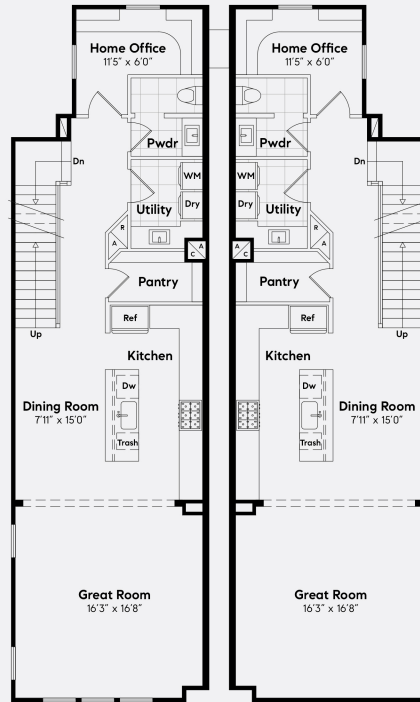 Home Office
11'5" x 6'0"
Pwdr
Dn
WM
Utility
Dry
R
A
A
C
Pantry
Ref
Up
Kitchen
Dw
Dining Room
7'11" x 15'0"
Trash
Great Room
16'3" x 16'8"
Home Office
11'5" x 6'0"
Pwdr
Dn
WM
Dry
Utility
R
A
A
C
Pantry
Ref
Up
Kitchen
Dw
Dining Room
7'11" x 15'0"
Trash
Great Room
16'3" x 16'8"